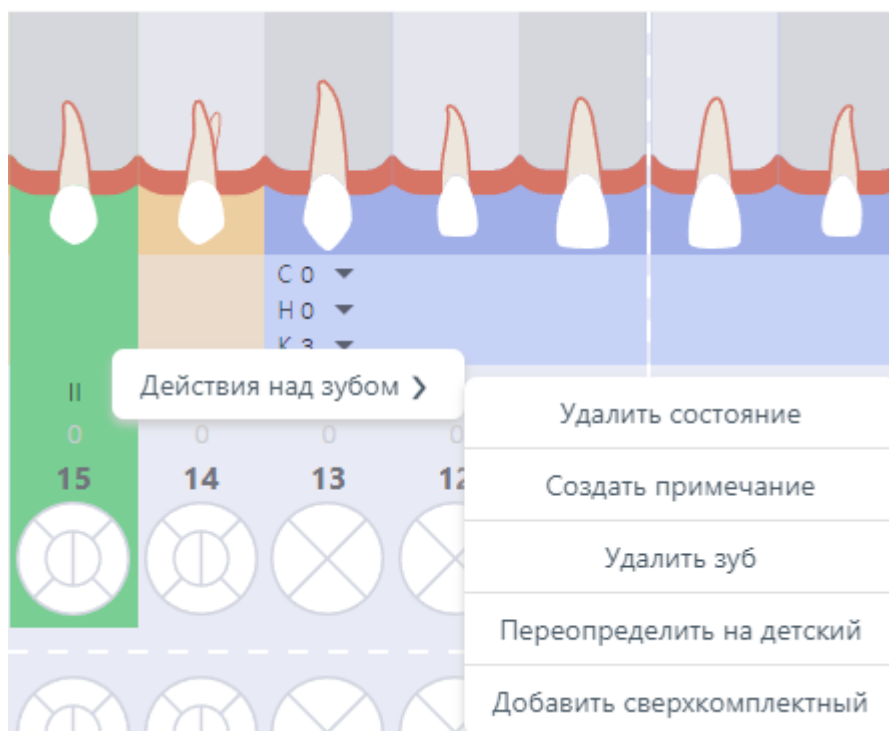 С 0
Н 0
К 3
Действия над зубом ❯
II
0 0 0 0
15 14 13 12
Удалить состояние
Создать примечание
Удалить зуб
Переопределить на детский
Добавить сверхкомплектный